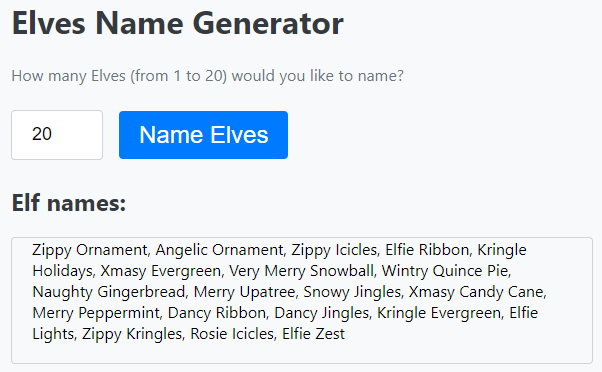 Elves Name Generator
How many Elves (from 1 to 20) would you like to name?
20 Name Elves
Elf names:
Zippy Ornament, Angelic Ornament, Zippy Icicles, Elfie Ribbon, Kringle
Holidays, Xmasy Evergreen, Very Merry Snowball, Wintry Quince Pie,
Naughty Gingerbread, Merry Upatree, Snowy Jingles, Xmasy Candy Cane,
Merry Peppermint, Dancy Ribbon, Dancy Jingles, Kringle Evergreen, Elfie
Lights, Zippy Kringles, Rosie Icicles, Elfie Zest